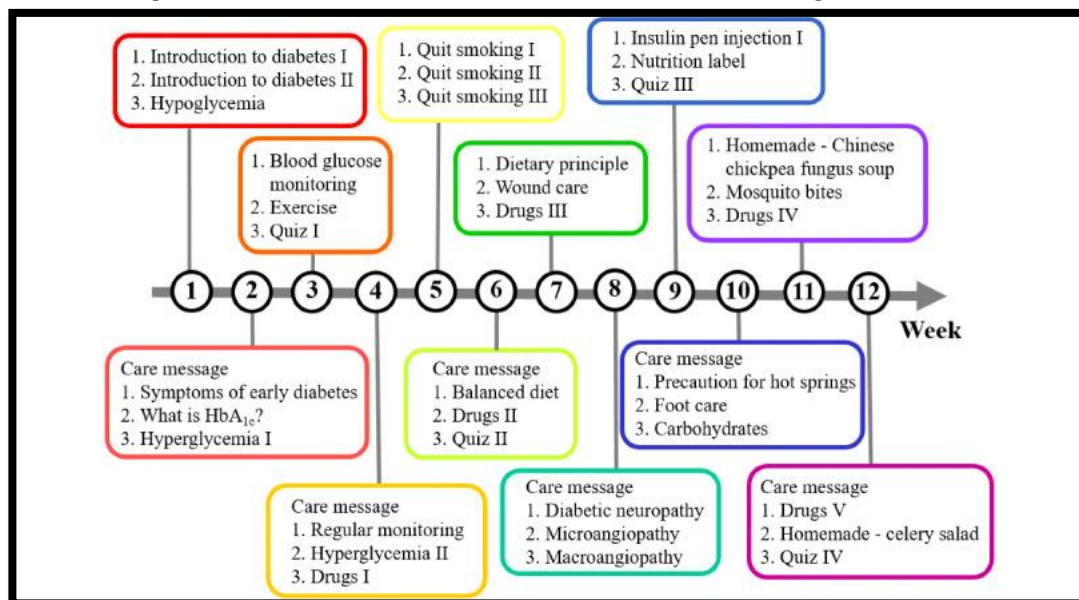 1. Introduction to diabetes I
2. Introduction to diabetes II
3. Hypoglycemia
1. Quit smoking I
2. Quit smoking II
3. Quit smoking III
1. Insulin pen injection I
2. Nutrition label
3. Quiz III
1. Blood glucose
monitoring
2. Exercise
3. Quiz I
1. Dietary principle
2. Wound care
3. Drugs III
1. Homemade - Chinese
chickpea fungus soup
2. Mosquito bites
3. Drugs IV
1 2 3 4 5 6 7 8 9 10 11 12
Week
Care message
1. Symptoms of early diabetes
2. What is HbA1c?
3. Hyperglycemia I
Care message
1. Balanced diet
2. Drugs II
3. Quiz II
Care message
1. Precaution for hot springs
2. Foot care
3. Carbohydrates
Care message
1. Regular monitoring
2. Hyperglycemia II
3. Drugs I
Care message
1. Diabetic neuropathy
2. Microangiopathy
3. Macroangiopathy
Care message
1. Drugs V
2. Homemade - celery salad
3. Quiz IV